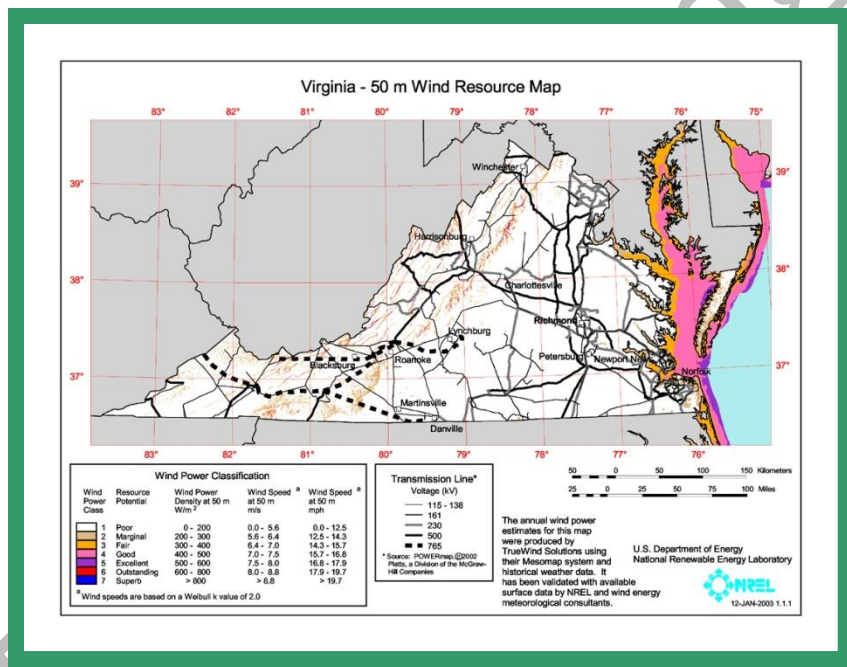 Virginia - 50 m Wind Resource Map
83° 82° 81° 80° 79° 78° 77° 76° 75°
39° 39°
38° 38°
37° 37°
Winchester
Harrisonburg
Charlottesville
Richmond
Lynchburg
Petersburg
Newport News
Roanoke
Blacksburg
Norfolk
Martinsville
Danville
83° 82° 81° 80° 79° 78° 77° 76°
Wind Power Classification
Wind Power Class Resource Potential Wind Power Density at 50 m W/m² Wind Speed a at 50 m m/s Wind Speed a at 50 m mph
1 Poor 0 - 200 0.0 - 5.6 0.0 - 12.5
2 Marginal 200 - 300 5.6 - 6.4 12.5 - 14.3
3 Fair 300 - 400 6.4 - 7.0 14.3 - 15.7
4 Good 400 - 500 7.0 - 7.5 15.7 - 16.8
5 Excellent 500 - 600 7.5 - 8.0 16.8 - 17.9
6 Outstanding 600 - 800 8.0 - 8.8 17.9 - 19.7
7 Superb > 800 > 8.8 > 19.7
a Wind speeds are based on a Weibull k value of 2.0
Transmission Line*
Voltage (kV)
115 - 138
161
230
500
765
* Source: POWERmap, ©2002
Platts, a Division of the McGraw-
Hill Companies
50 0 50 100 150 Kilometers
25 0 25 50 75 100 Miles
The annual wind power
estimates for this map
were produced by
TrueWind Solutions using
their Mesomap system and
historical weather data. It
has been validated with available
surface data by NREL and wind energy
meteorological consultants.
U.S. Department of Energy
National Renewable Energy Laboratory
NREL
12-JAN-2003 1.1.1